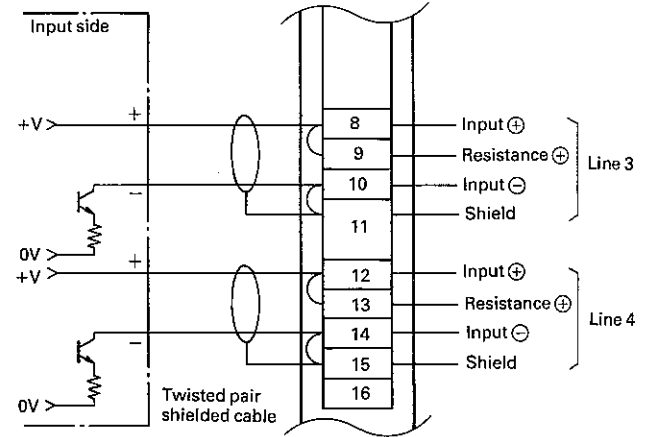 Input side
+V
+
8
Input ⊕
9
Resistance ⊕
Line 3
10
Input ⊖
−
Shield
11
0V
+
+V
12
Input ⊕
13
Resistance ⊕
Line 4
14
Input ⊖
−
15
Shield
16
0V
Twisted pair
shielded cable